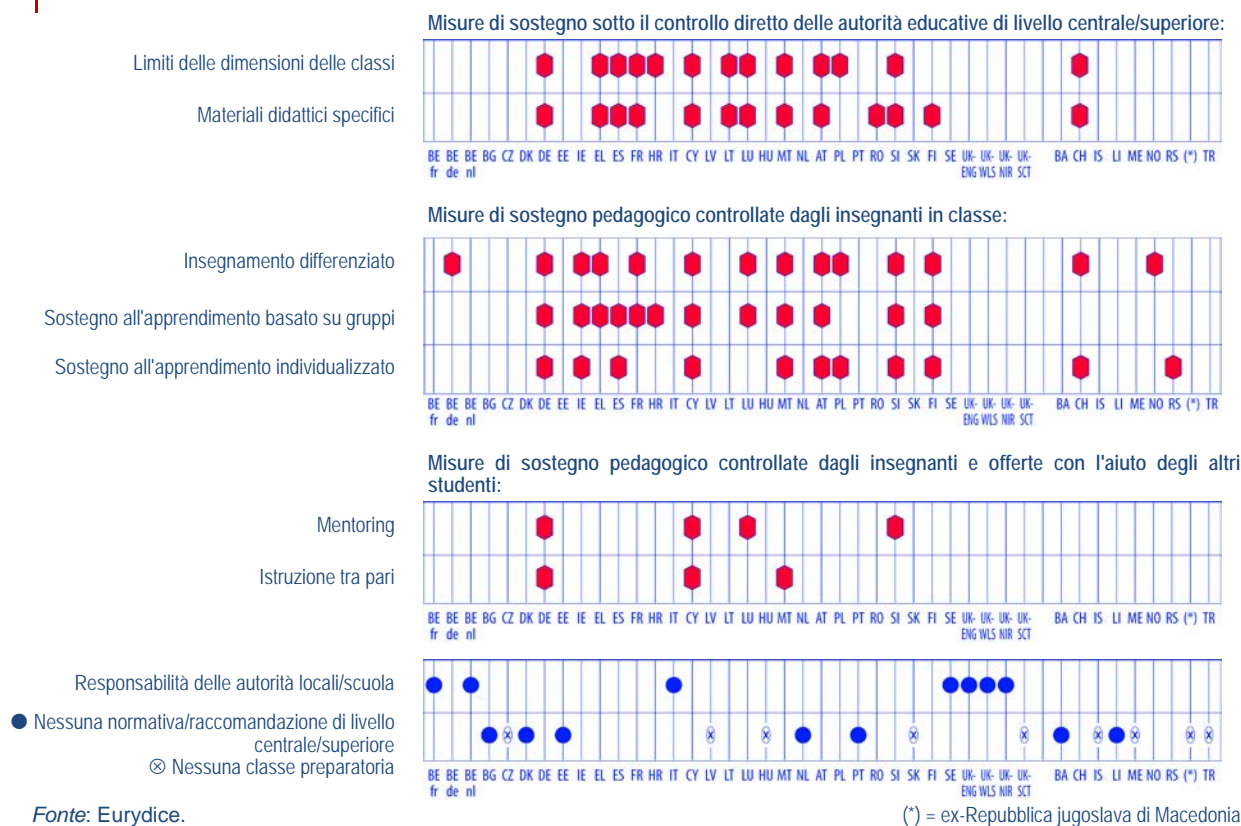 Misure di sostegno sotto il controllo diretto delle autorità educative di livello centrale/superiore:
Limiti delle dimensioni delle classi
Materiali didattici specifici
BE BE BE BG CZ DK DE EE IE EL ES FR HR IT CY LV LT LU HU MT NL AT PL PT RO SI SK FI SE UK- UK- UK- UK- BA CH IS LI ME NO RS (*) TR
fr de nl ENG WLS NIR SCT
Misure di sostegno pedagogico controllate dagli insegnanti in classe:
Insegnamento differenziato
Sostegno all'apprendimento basato su gruppi
Sostegno all'apprendimento individualizzato
BE BE BE BG CZ DK DE EE IE EL ES FR HR IT CY LV LT LU HU MT NL AT PL PT RO SI SK FI SE UK- UK- UK- UK- BA CH IS LI ME NO RS (*) TR
fr de nl ENG WLS NIR SCT
Misure di sostegno pedagogico controllate dagli insegnanti e offerte con l'aiuto degli altri
studenti:
Mentoring
Istruzione tra pari
BE BE BE BG CZ DK DE EE IE EL ES FR HR IT CY LV LT LU HU MT NL AT PL PT RO SI SK FI SE UK- UK- UK- UK- BA CH IS LI ME NO RS (*) TR
fr de nl ENG WLS NIR SCT
Responsabilità delle autorità locali/scuola
Nessuna normativa/raccomandazione di livello
centrale/superiore
Nessuna classe preparatoria
BE BE BE BG CZ DK DE EE IE EL ES FR HR IT CY LV LT LU HU MT NL AT PL PT RO SI SK FI SE UK- UK- UK- UK- BA CH IS LI ME NO RS (*) TR
fr de nl ENG WLS NIR SCT
Fonte: Eurydice.
(*) = ex-Repubblica jugoslava di Macedonia